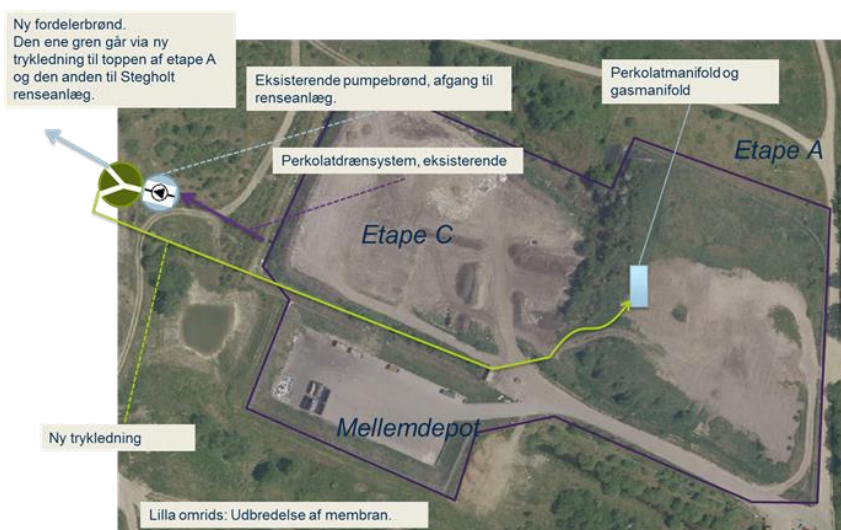 Ny fordelerbrønd.
Den ene gren går via ny
trykledning til toppen af etape A
og den anden til Stegholt
renseanlæg.
Eksisterende pumpebrønd, afgang til
renseanlæg.
Perkolatmanifold og
gasmanifold
Perkolatdrænsystem, eksisterende
Etape A
Etape C
Mellemdepot
Ny trykledning
Lilla omrids: Udbredelse af membran.